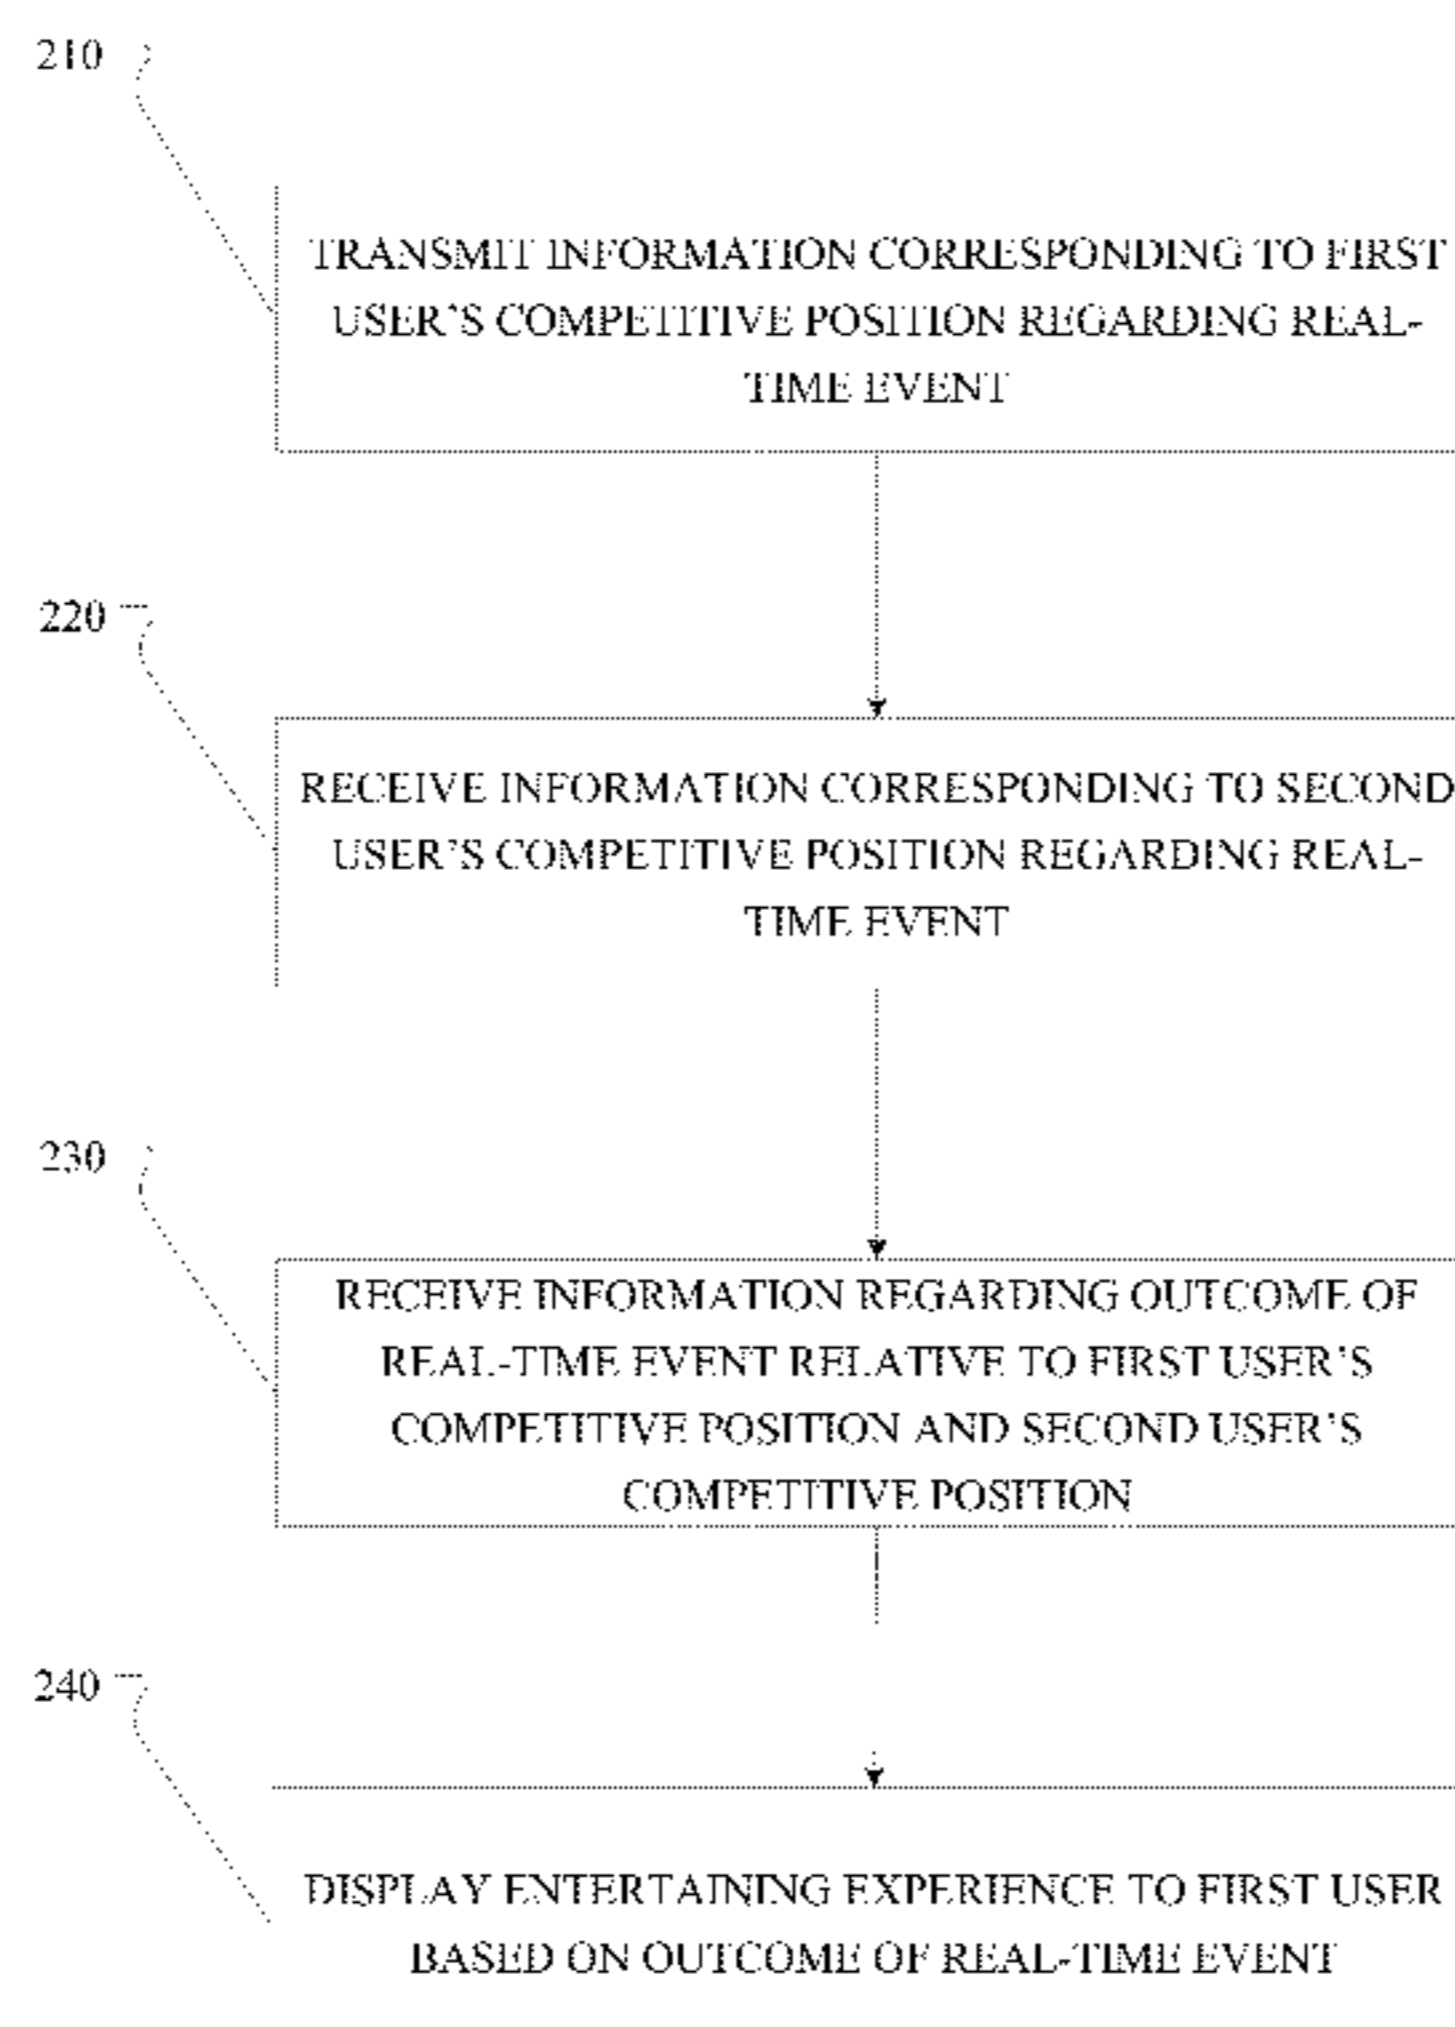 210
TRANSMIT INFORMATION CORRESPONDING TO FIRST
USER'S COMPETITIVE POSITION REGARDING REAL-
TIME EVENT
220
RECEIVE INFORMATION CORRESPONDING TO SECOND
USER'S COMPETITIVE POSITION REGARDING REAL-
TIME EVENT
230
RECEIVE INFORMATION REGARDING OUTCOME OF
REAL-TIME EVENT RELATIVE TO FIRST USER'S
COMPETITIVE POSITION AND SECOND USER'S
COMPETITIVE POSITION
240
DISPLAY ENTERTAINING EXPERIENCE TO FIRST USER
BASED ON OUTCOME OF REAL-TIME EVENT